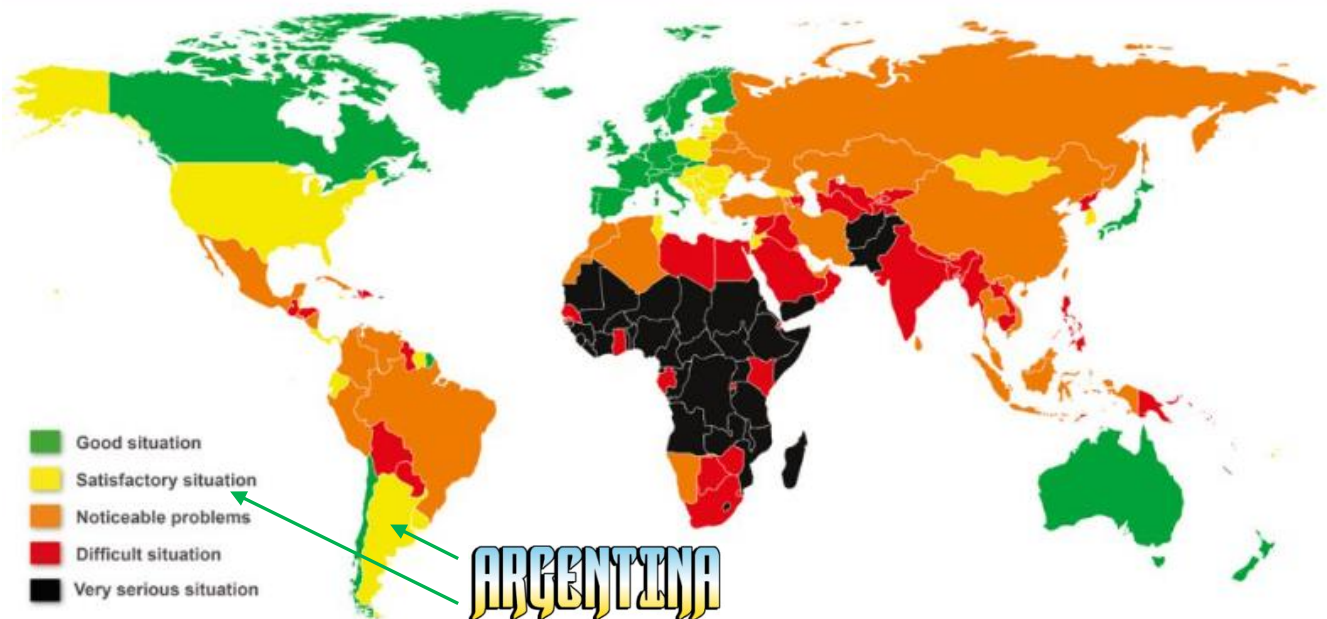 Good situation
Satisfactory situation
Noticeable problems
Difficult situation
Very serious situation
ARGENTINA